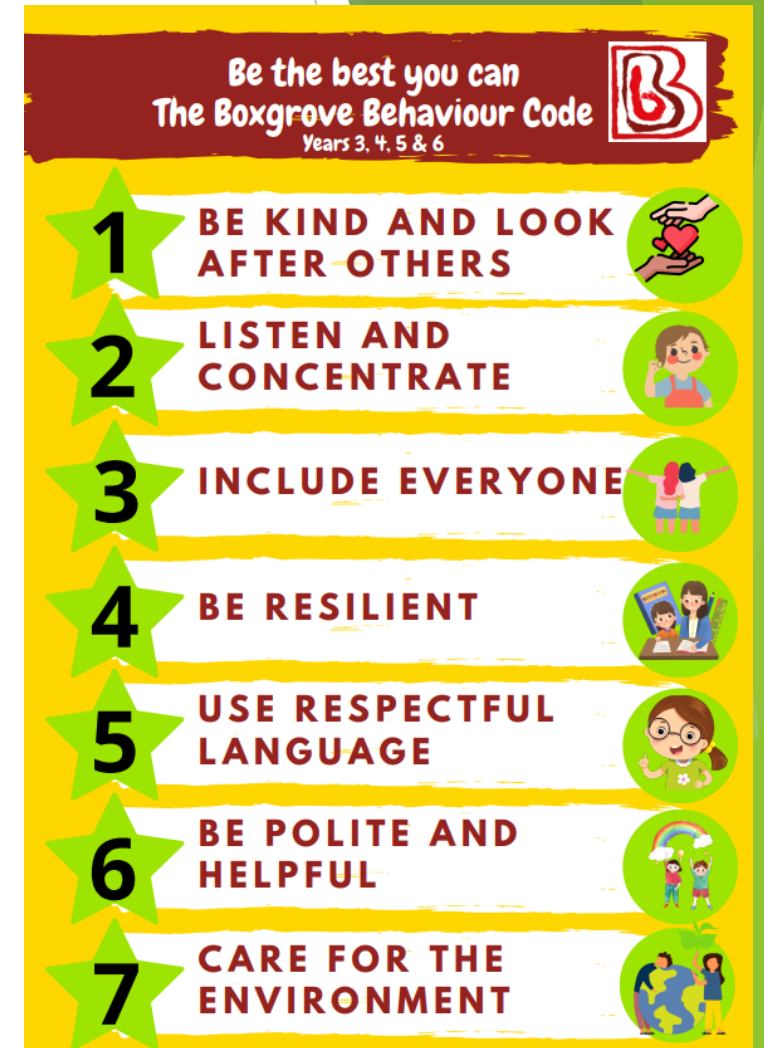 Be the best you can
The Boxgrove Behaviour Code
Years 3, 4, 5 & 6
B
1
BE KIND AND LOOK
AFTER OTHERS
2
LISTEN AND
CONCENTRATE
3
INCLUDE EVERYONE
4
BE RESILIENT
5
USE RESPECTFUL
LANGUAGE
6
BE POLITE AND
HELPFUL
7
CARE FOR THE
ENVIRONMENT